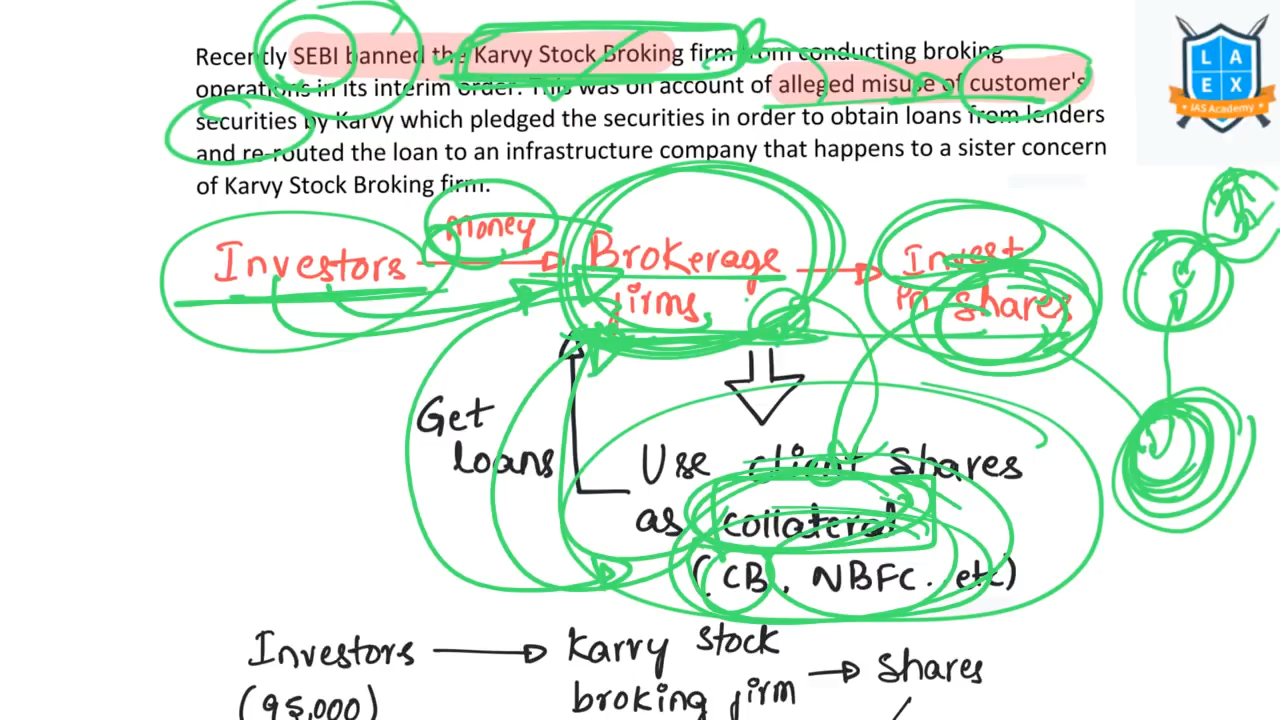 Recently SEBI banned the Karvy Stock Broking firm from conducting broking
operations in its interim order. This was on account of alleged misuse of customer's
securities by Karvy which pledged the securities in order to obtain loans from lenders
and re-routed the loan to an infrastructure company that happens to a sister concern
of Karvy Stock Broking firm.
L A
E X
IAS Academy
Investors
Money
Brokerage
firms
Invest
in shares
Get
loans
Use client shares
as collateral
(CB, NBFC. etc)
Investors
(95,000)
Karvy stock
broking firm
shares